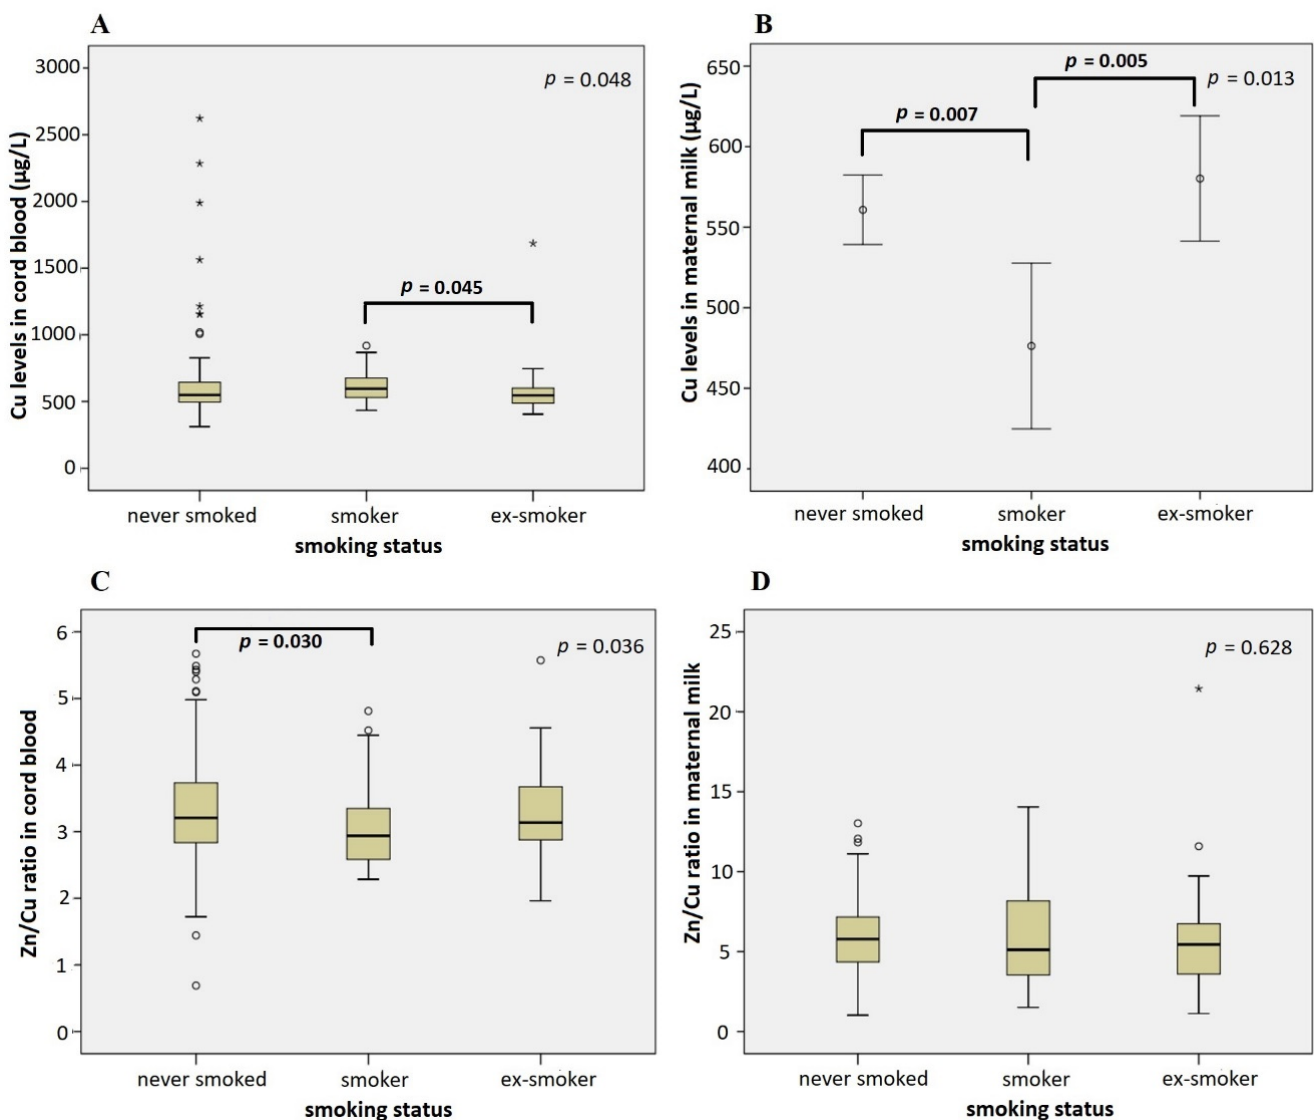 A
Cu levels in cord blood (µg/L)
3000
2500
2000
1500
1000
500
0
p = 0.048
p = 0.045
never smoked
smoker
ex-smoker
smoking status
B
Cu levels in maternal milk (µg/L)
650
600
550
500
450
400
p = 0.005
p = 0.013
p = 0.007
never smoked
smoker
ex-smoker
smoking status
C
Zn/Cu ratio in cord blood
6
5
4
3
2
1
0
p = 0.030
p = 0.036
never smoked
smoker
ex-smoker
smoking status
D
Zn/Cu ratio in maternal milk
25
20
15
10
5
0
p = 0.628
never smoked
smoker
ex-smoker
smoking status